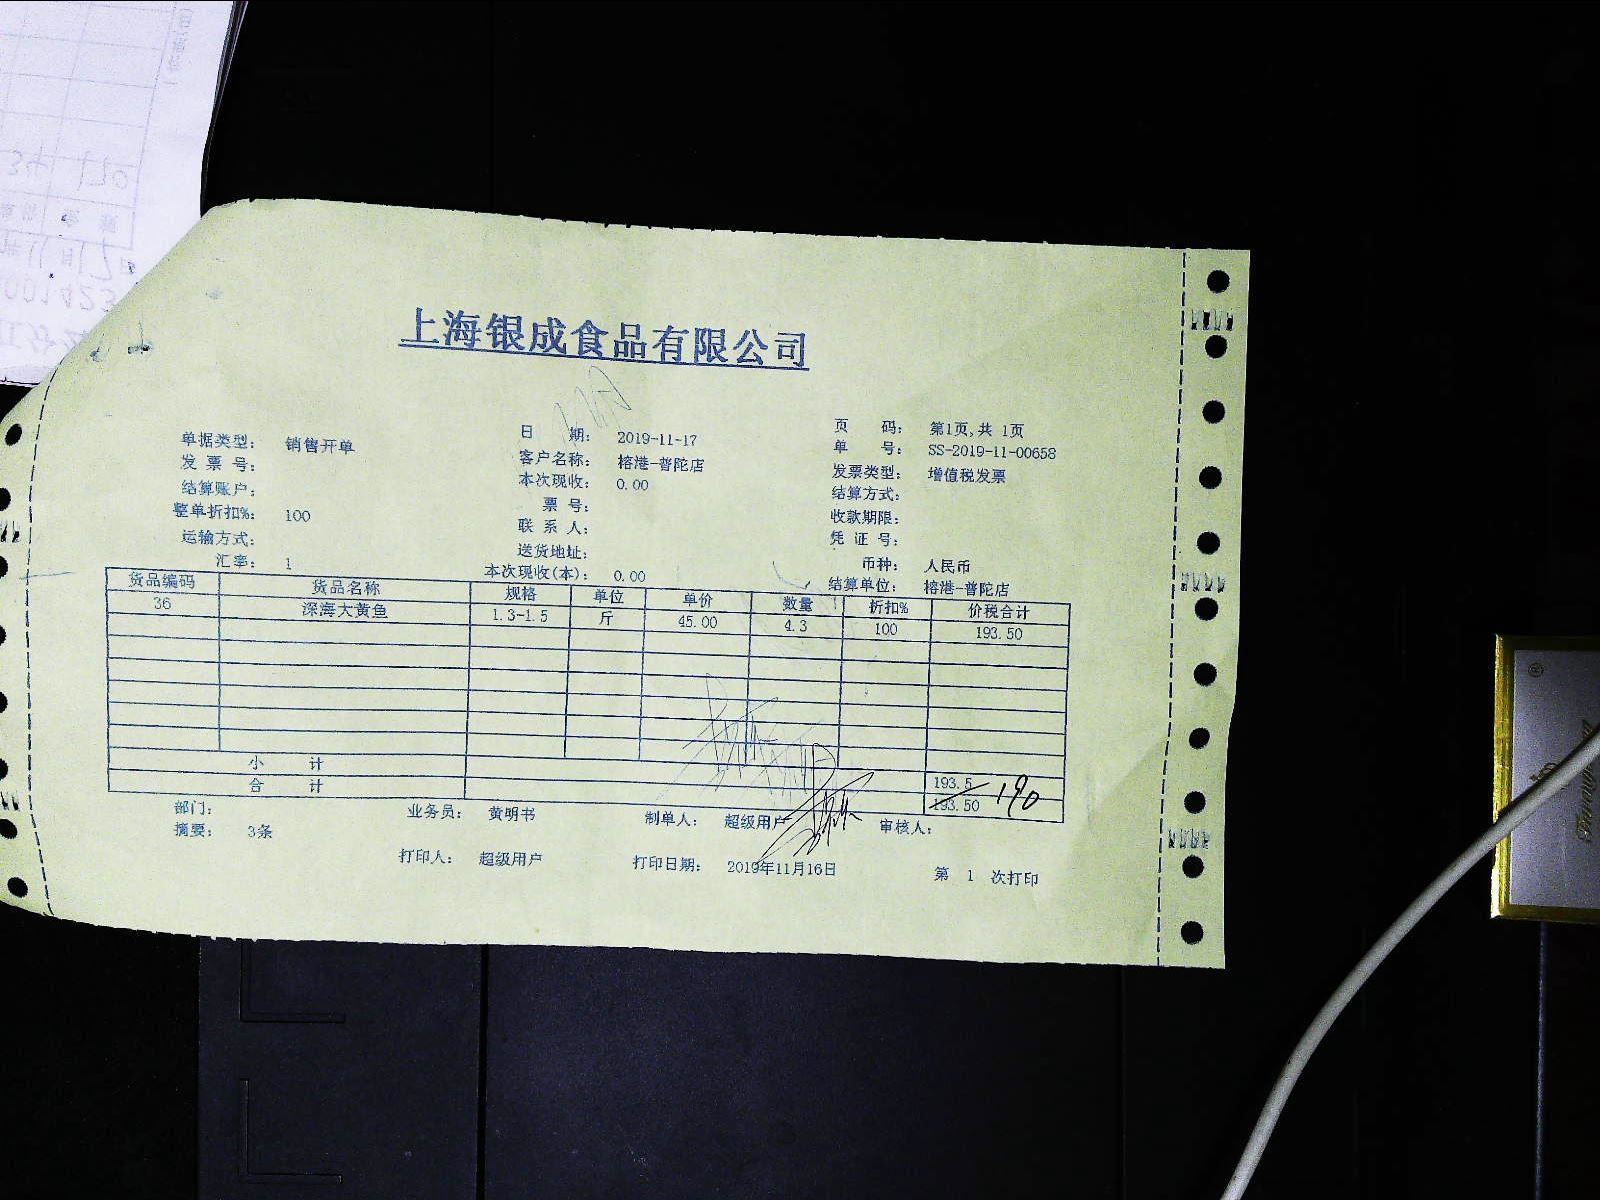 上海银成食品有限公司
单据类型： 销售开单 日 期： 2019-11-17 页 码： 第1页,共 1页
发 票 号： 客户名称： 榕港-普陀店 单 号： SS-2019-11-00658
结算账户： 本次现收： 0.00 发票类型： 增值税发票
整单折扣%： 100 票 号： 结算方式：
运输方式： 联 系 人： 收款期限：
汇率： 1 送货地址： 凭 证 号：
本次现收(本)： 0.00 币种： 人民币
结算单位： 榕港-普陀店
货品编码 货品名称 规格 单位 单价 数量 折扣% 价税合计
36 深海大黄鱼 1.3-1.5 斤 45.00 4.3 100 193.50
小 计 193.5
合 计 193.50 190
部门： 业务员： 黄明书 制单人： 超级用户 审核人：
摘要： 3条
打印人： 超级用户 打印日期： 2019年11月16日 第 1 次打印